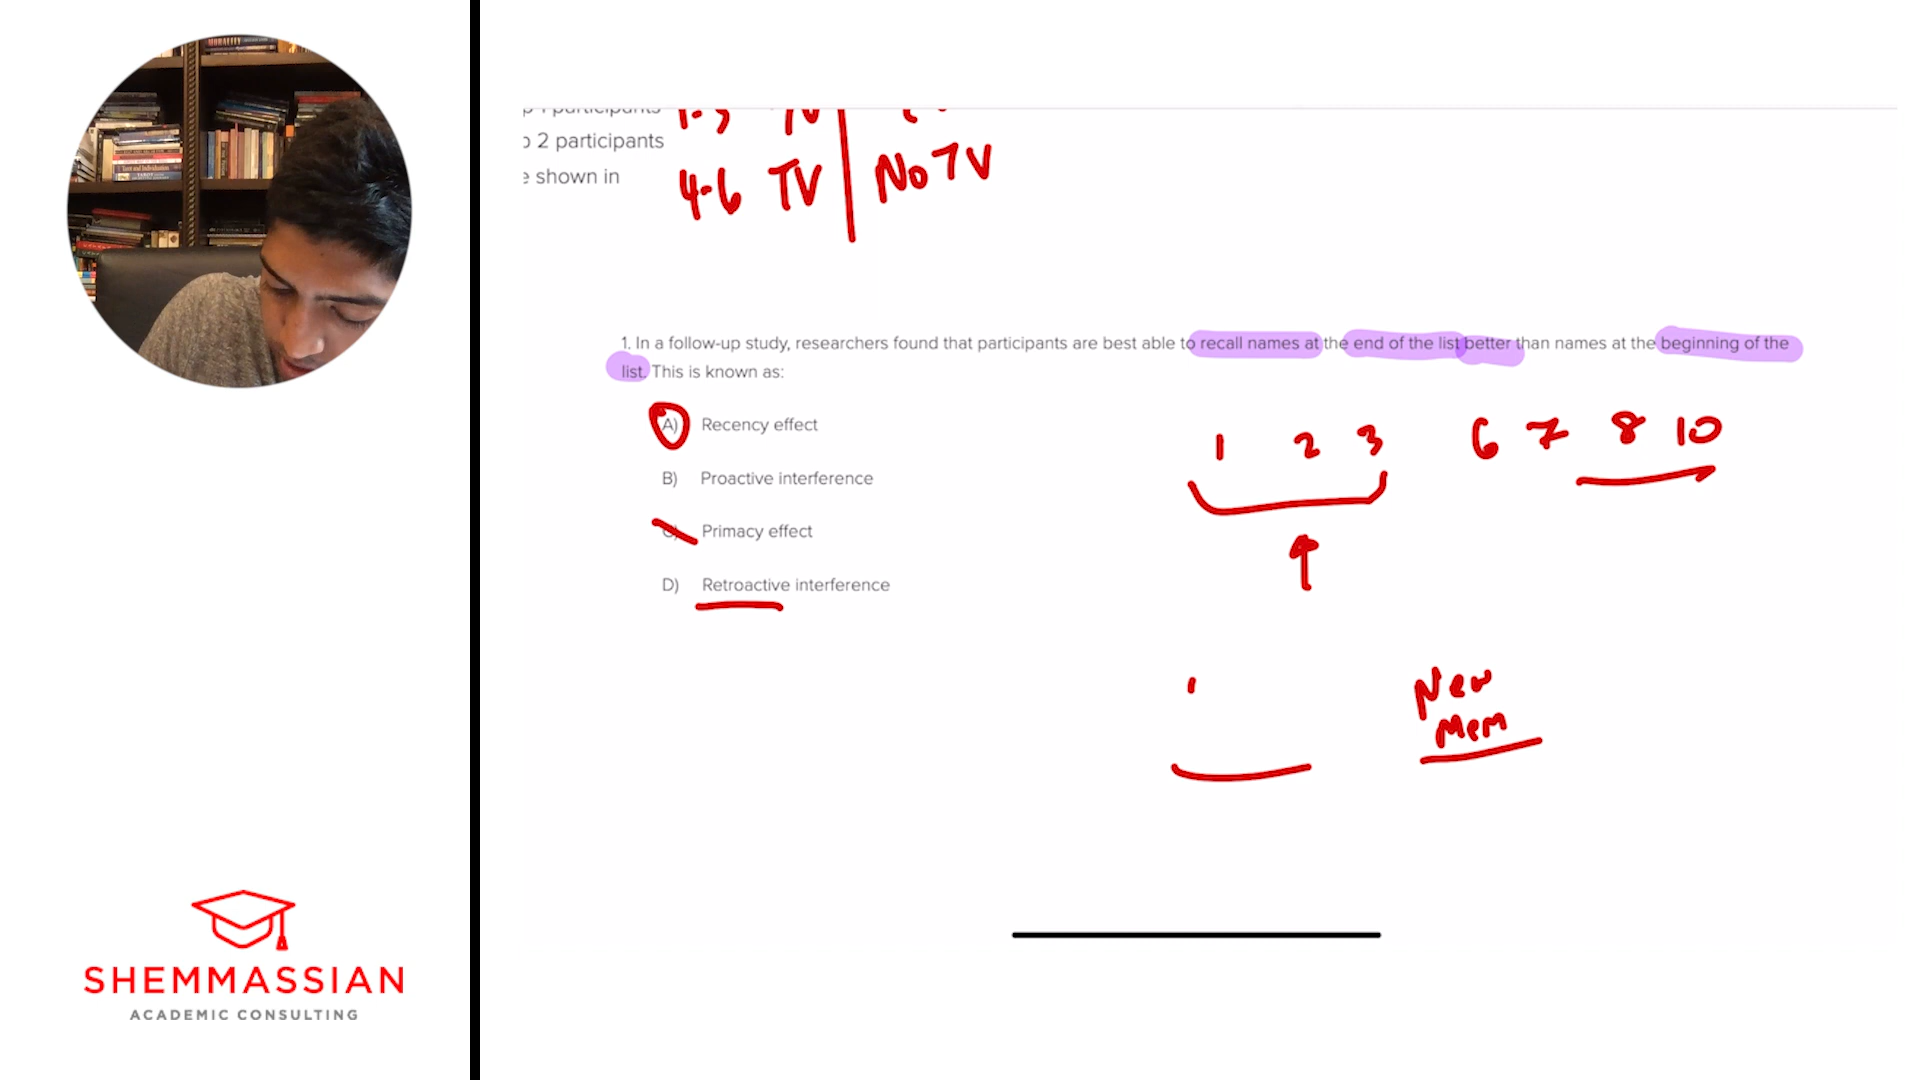 2 participants
e shown in
4-6 TV No TV
1. In a follow-up study, researchers found that participants are best able to recall names at the end of the list better than names at the beginning of the
list. This is known as:
A) Recency effect
B) Proactive interference
Primacy effect
D) Retroactive interference
1 2 3 6 7 8 10
New
Mem
SHEMMASSIAN
ACADEMIC CONSULTING